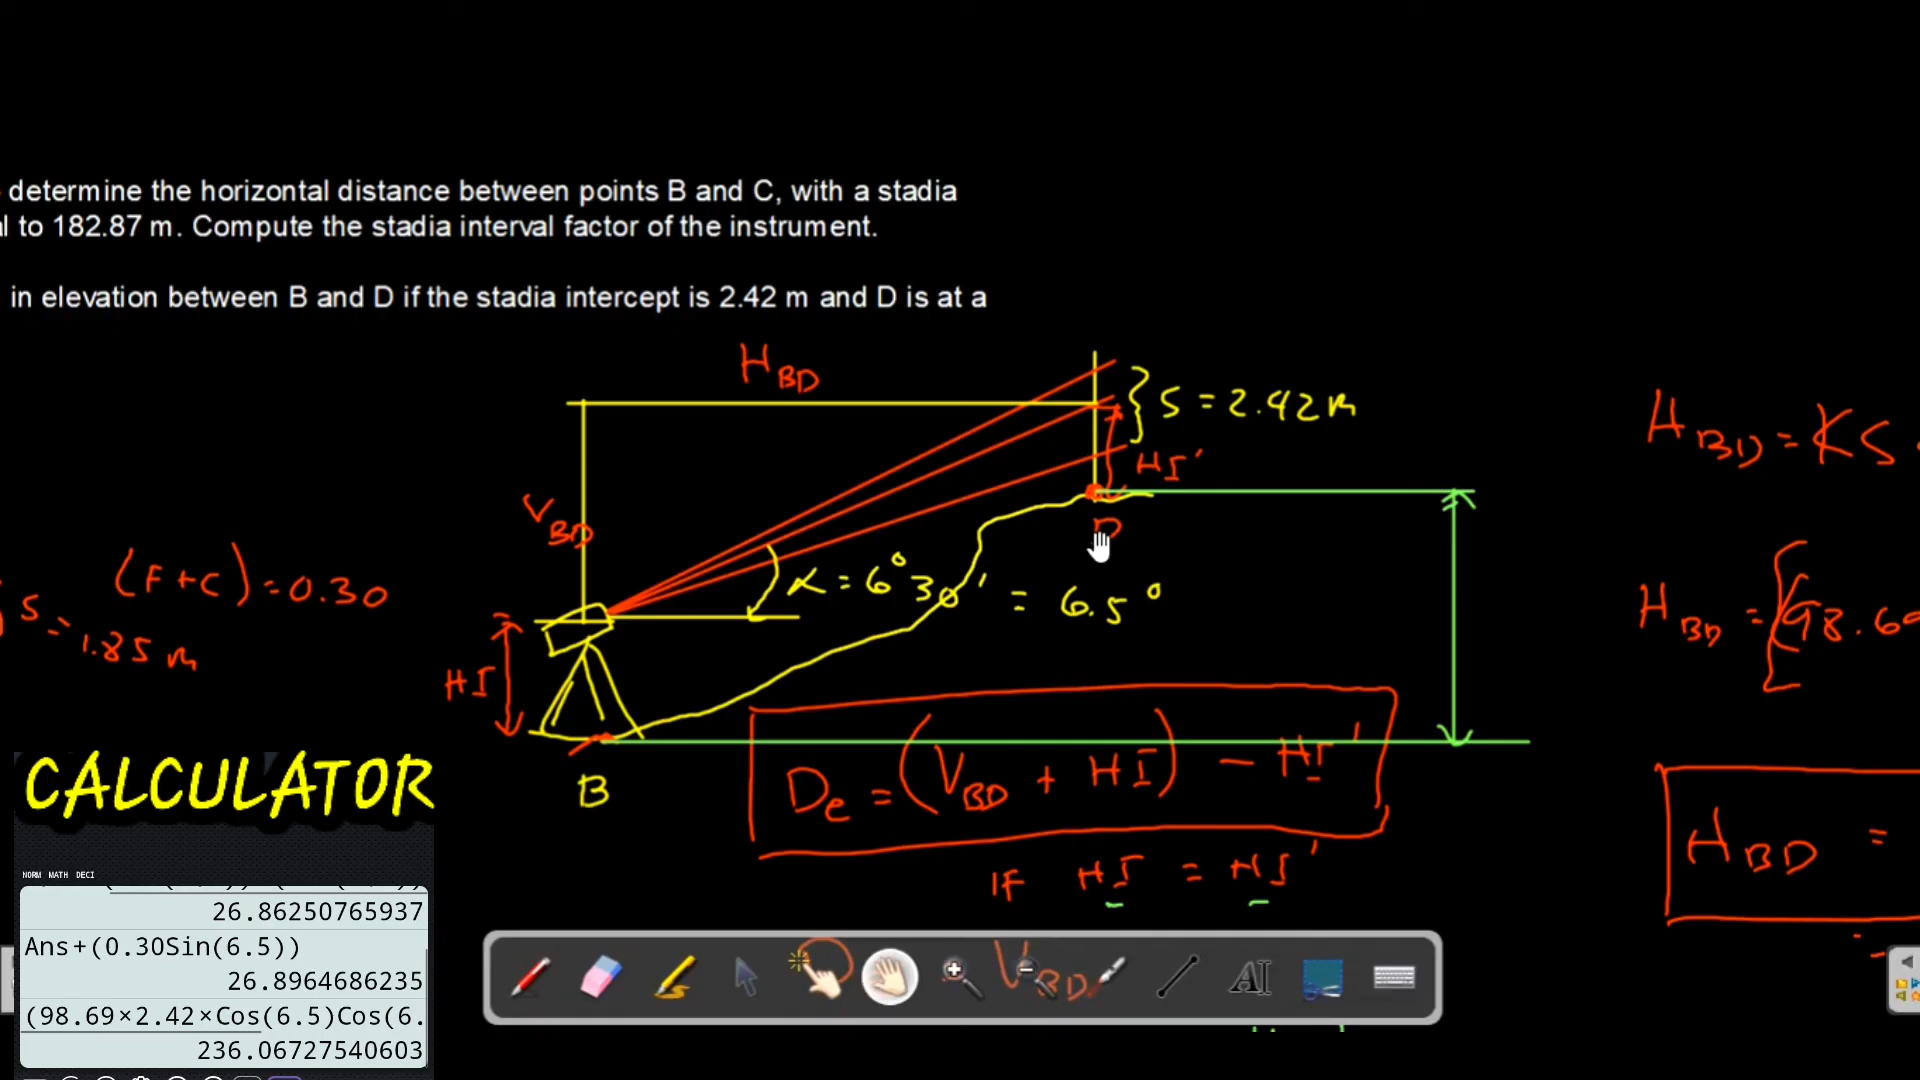 determine the horizontal distance between points B and C, with a stadia
l to 182.87 m. Compute the stadia interval factor of the instrument.
in elevation between B and D if the stadia intercept is 2.42 m and D is at a
H BD
S = 2.42 m
HI'
H BD = KS
V BD
D
(F+C) = 0.30
S = 1.85 m
α = 6° 30' = 6.5°
H BD = [(98.69
HI
B
De = (V BD + HI) - HI'
H BD =
IF HI = HI'
V BD
CALCULATOR
NORM MATH DECI
26.86250765937
Ans+(0.30Sin(6.5))
26.8964686235
(98.69×2.42×Cos(6.5)Cos(6.
236.06727540603
AI